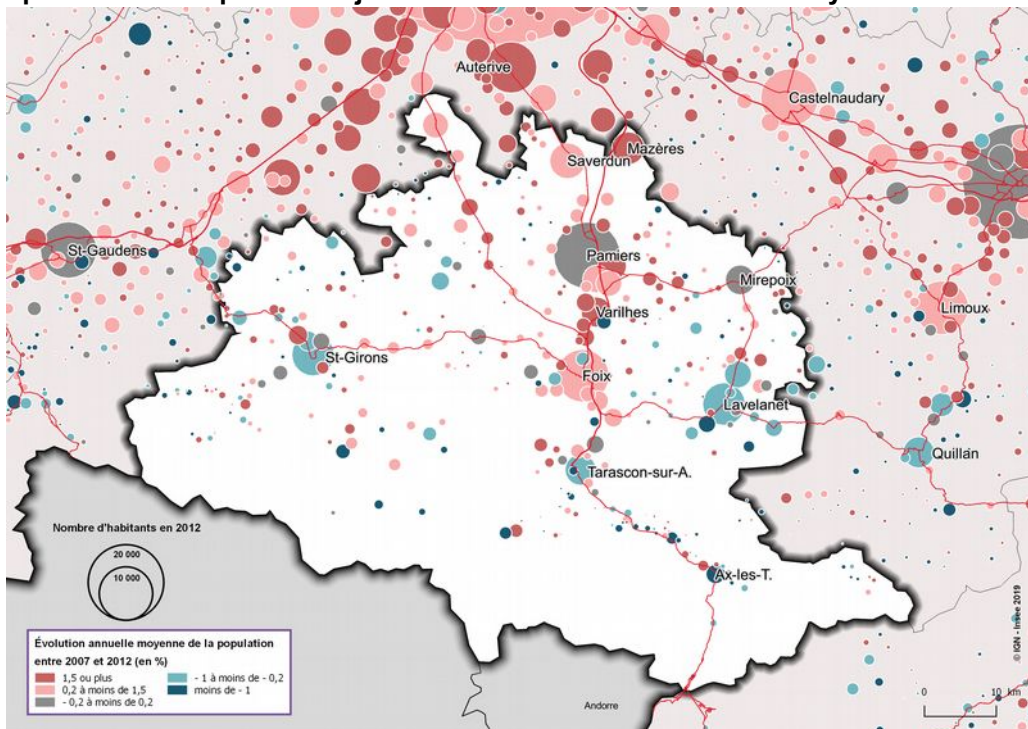 Auterive
Castelnaudary
Mazères
Saverdun
St-Gaudens
Pamiers
Mirepoix
Varilhes
Limoux
St-Girons
Foix
Lavelanet
Quillan
Tarascon-sur-A.
Ax-les-T.
Nombre d'habitants en 2012
20 000
10 000
Évolution annuelle moyenne de la population
entre 2007 et 2012 (en %)
1,5 ou plus
0,2 à moins de 1,5
- 0,2 à moins de 0,2
- 1 à moins de - 0,2
moins de - 1
Andorre
0 10 km
© IGN - Insee 2019